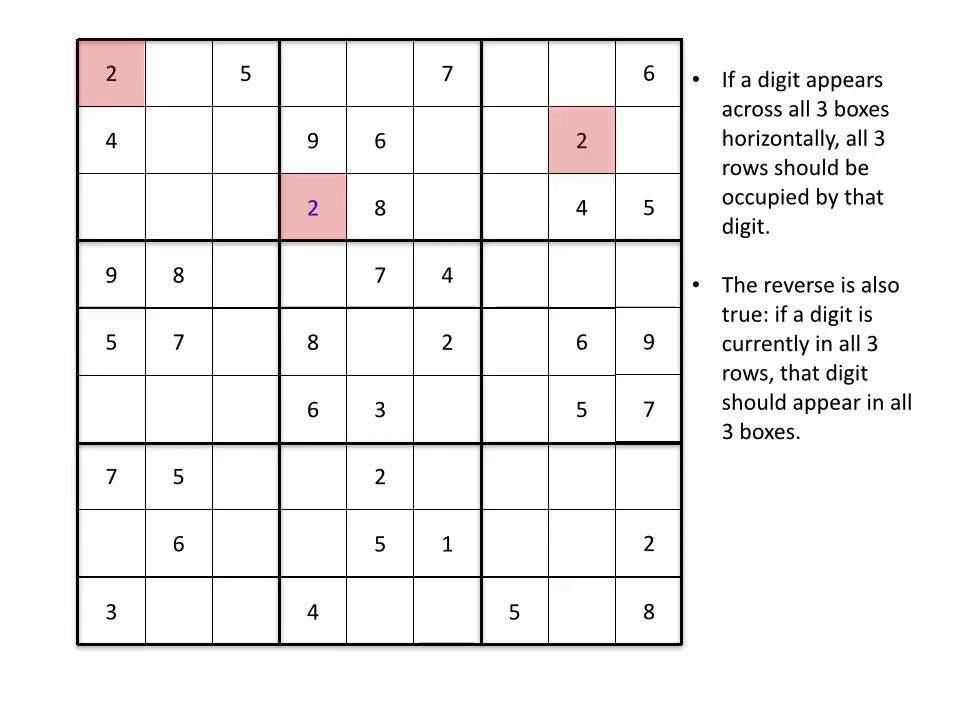 2 5 7 6
4 9 6 2
2 8 4 5
9 8 7 4
5 7 8 2 6 9
6 3 5 7
7 5 2
6 5 1 2
3 4 5 8
• If a digit appears
across all 3 boxes
horizontally, all 3
rows should be
occupied by that
digit.
• The reverse is also
true: if a digit is
currently in all 3
rows, that digit
should appear in all
3 boxes.